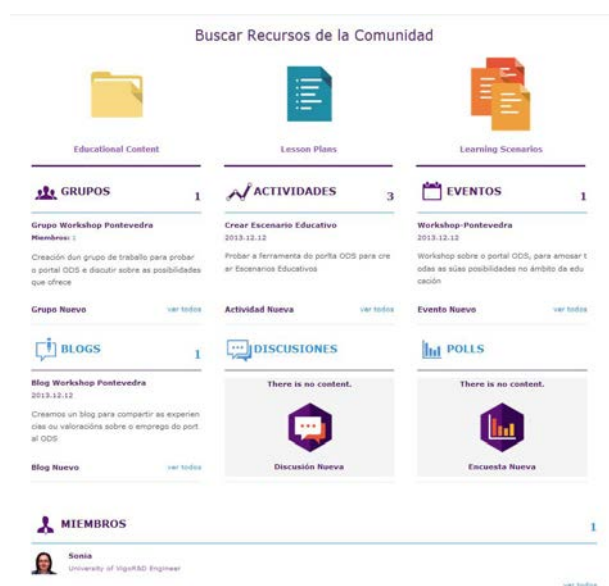 Buscar Recursos de la Comunidad
Educational Content
Lesson Plans
Learning Scenarios
GRUPOS 1
Grupo Workshop Pontevedra
Miembros: 1
Creación dun grupo de traballo para probar
o portal ODS e discutir sobre as posibilidades
que ofrece
Grupo Nuevo ver todos
ACTIVIDADES 3
Crear Escenario Educativo
2013.12.12
Probar a ferramenta do porlta ODS para cre
ar Escenarios Educativos
Actividad Nueva ver todos
EVENTOS 1
Workshop-Pontevedra
2013.12.12
Workshop sobre o portal ODS, para amosar t
odas as súas posibilidades no ámbito da edu
cación
Evento Nuevo ver todos
BLOGS 1
Blog Workshop Pontevedra
2013.12.12
Creamos un blog para compartir as experien
cias ou valoracións sobre o emprego do port
al ODS
Blog Nuevo ver todos
DISCUSIONES
There is no content.
Discusión Nueva
POLLS
There is no content.
Encuesta Nueva
MIEMBROS 1
Sonia
University of VigoR&D Engineer
ver todos